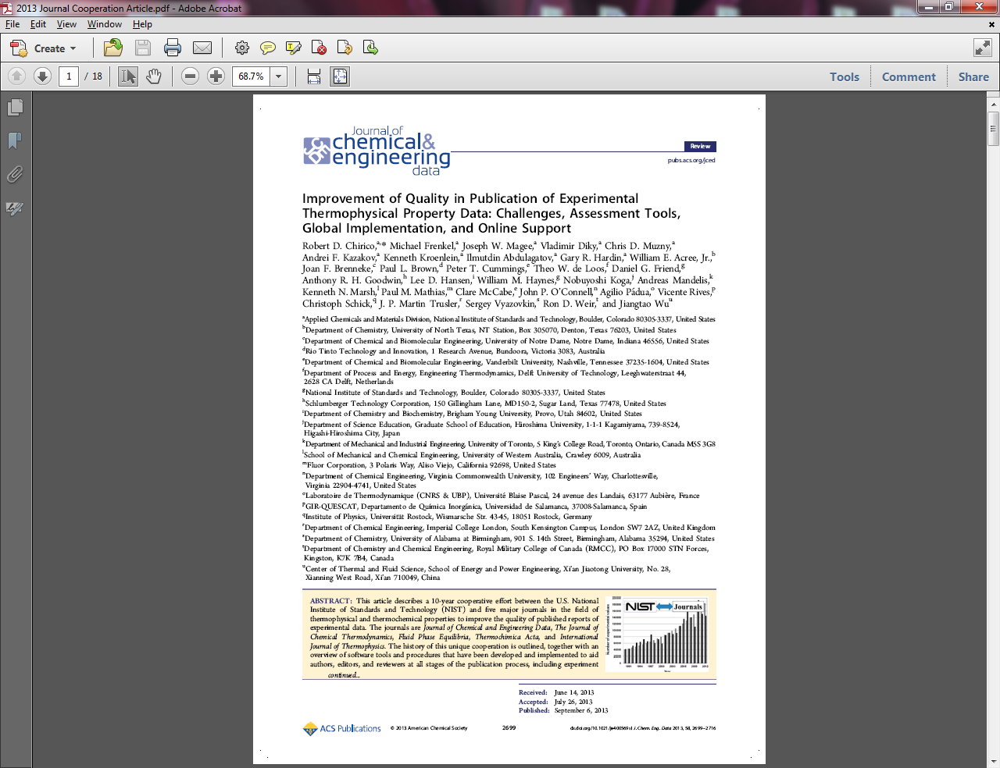 2013 Journal Cooperation Article.pdf - Adobe Acrobat
File Edit View Window Help
Create
1 / 18 68.7% Tools Comment Share
Journal of
chemical&
engineering
data
Review
pubs.acs.org/jced
Improvement of Quality in Publication of Experimental
Thermophysical Property Data: Challenges, Assessment Tools,
Global Implementation, and Online Support
Robert D. Chirico,a,* Michael Frenkel,a Joseph W. Magee,a Vladimir Diky,a Chris D. Muzny,a
Andrei F. Kazakov,a Kenneth Kroenlein,a Ilmutdin Abdulagatov,a Gary R. Hardin,a William E. Acree, Jr.,b
Joan F. Brenneke,c Paul L. Brown,d Peter T. Cummings,e Theo W. de Loos,f Daniel G. Friend,g
Anthony R. H. Goodwin,h Lee D. Hansen,i William M. Haynes,g Nobuyoshi Koga,j Andreas Mandelis,k
Kenneth N. Marsh,l Paul M. Mathias,m Clare McCabe,e John P. O'Connell,n Agilio Pádua,o Vicente Rives,p
Christoph Schick,q J. P. Martin Trusler,r Sergey Vyazovkin,s Ron D. Weir,t and Jiangtao Wuu
aApplied Chemicals and Materials Division, National Institute of Standards and Technology, Boulder, Colorado 80305-3337, United States
bDepartment of Chemistry, University of North Texas, NT Station, Box 305070, Denton, Texas 76203, United States
cDepartment of Chemical and Biomolecular Engineering, University of Notre Dame, Notre Dame, Indiana 46556, United States
dRio Tinto Technology and Innovation, 1 Research Avenue, Bundoora, Victoria 3083, Australia
eDepartment of Chemical and Biomolecular Engineering, Vanderbilt University, Nashville, Tennessee 37235-1604, United States
fDepartment of Process and Energy, Engineering Thermodynamics, Delft University of Technology, Leeghwaterstraat 44,
2628 CA Delft, Netherlands
gNational Institute of Standards and Technology, Boulder, Colorado 80305-3337, United States
hSchlumberger Technology Corporation, 150 Gillingham Lane, MD150-2, Sugar Land, Texas 77478, United States
iDepartment of Chemistry and Biochemistry, Brigham Young University, Provo, Utah 84602, United States
jDepartment of Science Education, Graduate School of Education, Hiroshima University, 1-1-1 Kagamiyama, 739-8524,
Higashi-Hiroshima City, Japan
kDepartment of Mechanical and Industrial Engineering, University of Toronto, 5 King's College Road, Toronto, Ontario, Canada M5S 3G8
lSchool of Mechanical and Chemical Engineering, University of Western Australia, Crawley 6009, Australia
mFluor Corporation, 3 Polaris Way, Aliso Viejo, California 92698, United States
nDepartment of Chemical Engineering, Virginia Commonwealth University, 102 Engineers' Way, Charlottesville,
Virginia 22904-4741, United States
oLaboratoire de Thermodynamique (CNRS & UBP), Université Blaise Pascal, 24 avenue des Landais, 63177 Aubière, France
pGIR-QUESCAT, Departamento de Química Inorgánica, Universidad de Salamanca, 37008-Salamanca, Spain
qInstitute of Physics, Universität Rostock, Wismarsche Str. 43-45, 18051 Rostock, Germany
rDepartment of Chemical Engineering, Imperial College London, South Kensington Campus, London SW7 2AZ, United Kingdom
sDepartment of Chemistry, University of Alabama at Birmingham, 901 S. 14th Street, Birmingham, Alabama 35294, United States
tDepartment of Chemistry and Chemical Engineering, Royal Military College of Canada (RMCC), PO Box 17000 STN Forces,
Kingston, K7K 7B4, Canada
uCenter of Thermal and Fluid Science, School of Energy and Power Engineering, Xi'an Jiaotong University, No. 28,
Xianning West Road, Xi'an 710049, China
ABSTRACT: This article describes a 10-year cooperative effort between the U.S. National
Institute of Standards and Technology (NIST) and five major journals in the field of
thermophysical and thermochemical properties to improve the quality of published reports of
experimental data. The journals are Journal of Chemical and Engineering Data, The Journal of
Chemical Thermodynamics, Fluid Phase Equilibria, Thermochimica Acta, and International
Journal of Thermophysics. The history of this unique cooperation is outlined, together with an
overview of software tools and procedures that have been developed and implemented to aid
authors, editors, and reviewers at all stages of the publication process, including experiment
continued...
NIST Journals
Number of experimental values
Received: June 14, 2013
Accepted: July 26, 2013
Published: September 6, 2013
ACS Publications © 2013 American Chemical Society 2699 dx.doi.org/10.1021/je400569s | J. Chem. Eng. Data 2013, 58, 2699−2716